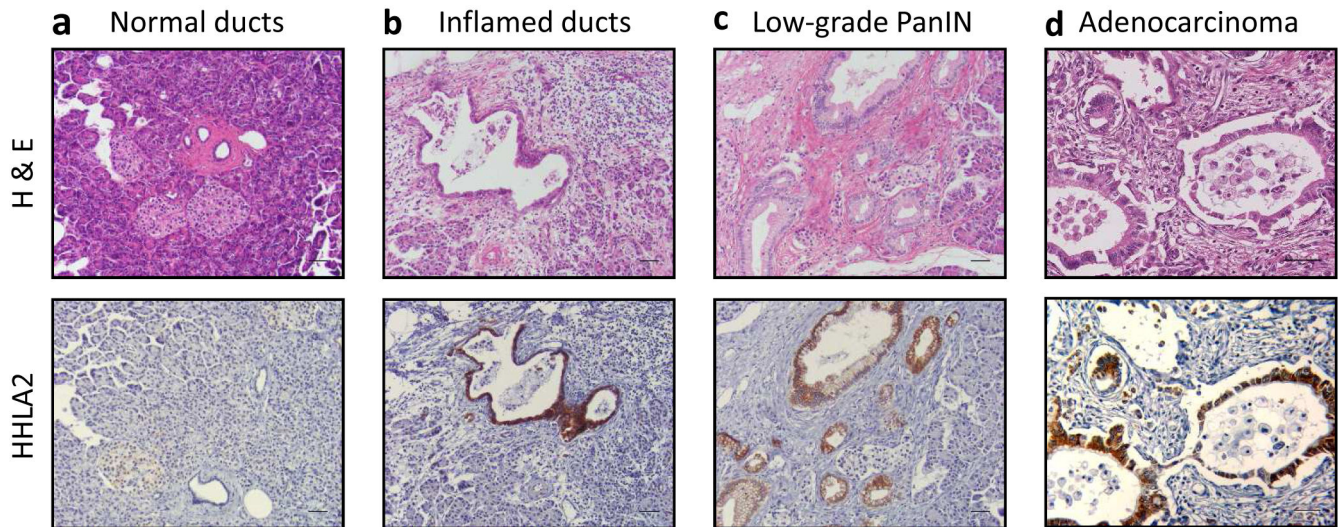 a Normal ducts
b Inflamed ducts
c Low-grade PanIN
d Adenocarcinoma
H & E
HHLA2